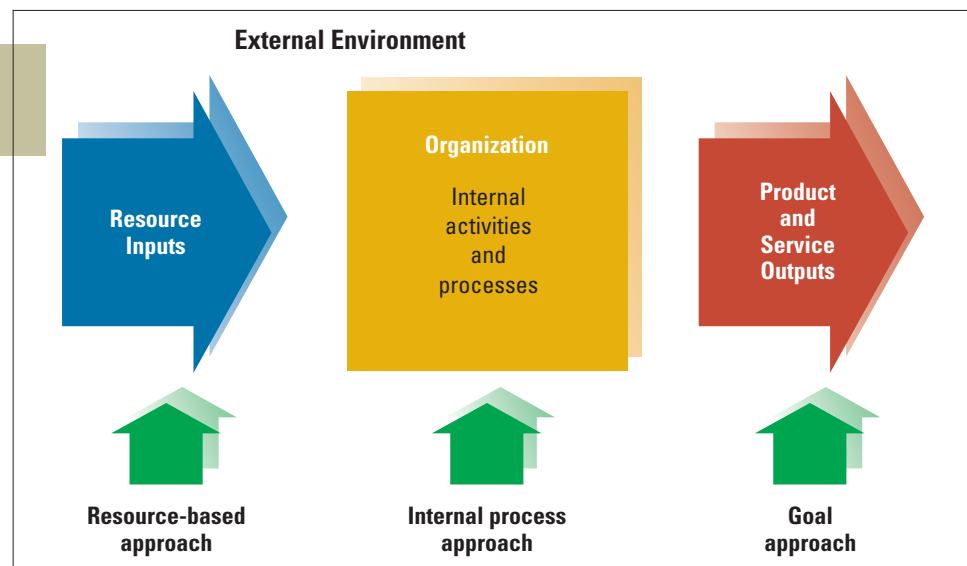 External Environment
Resource
Inputs
Organization
Internal
activities
and
processes
Product
and
Service
Outputs
Resource-based
approach
Internal process
approach
Goal
approach